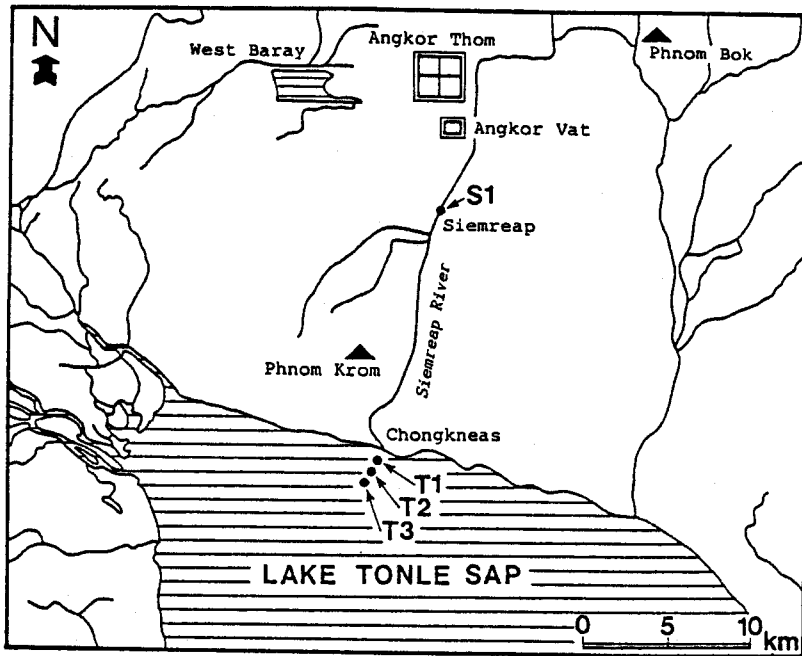 N
West Baray
Angkor Thom
Phnom Bok
Angkor Vat
S1
Siemreap
Siemreap River
Phnom Krom
Chongkneas
T1
T2
T3
LAKE TONLE SAP
0 5 10
km